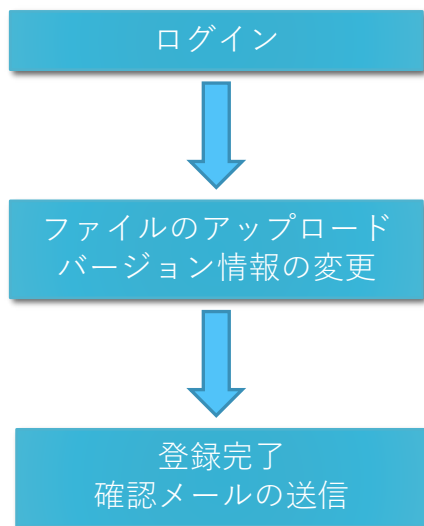 ログイン
ファイルのアップロード
バージョン情報の変更
登録完了
確認メールの送信